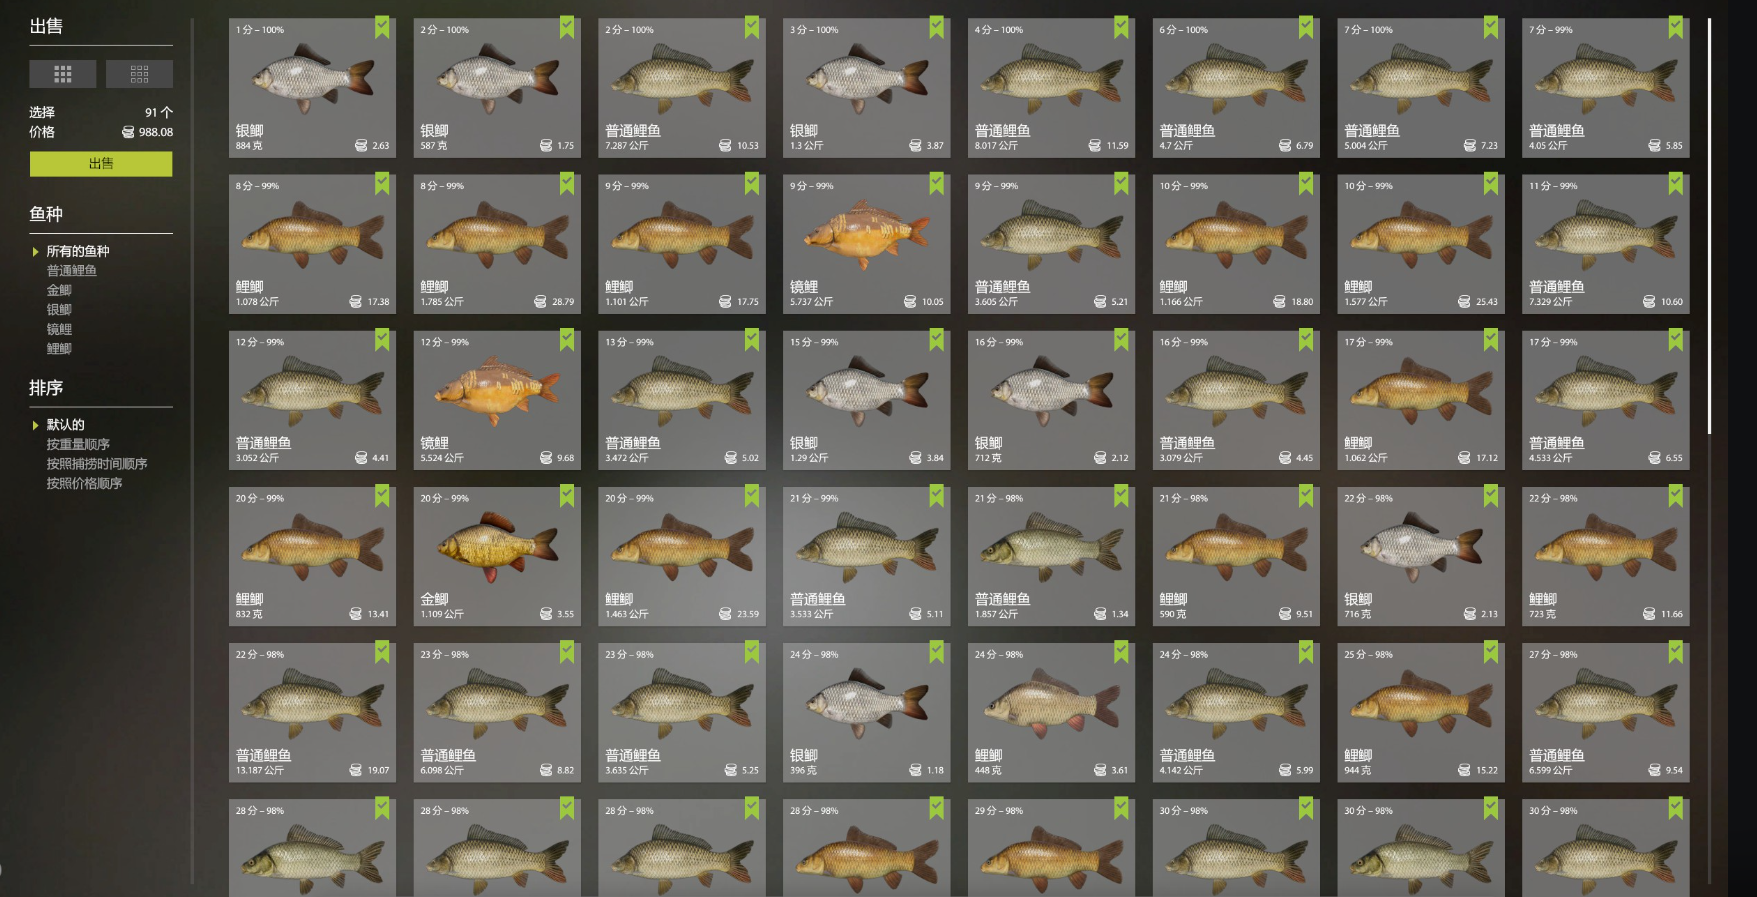 出售
选择 91 个
价格 988.08
出售
鱼种
所有的鱼种
普通鲤鱼
金鲫
银鲫
镜鲤
鲤鲫
排序
默认的
按重量顺序
按照捕捞时间顺序
按照价格顺序
1 分 – 100%
银鲫
884 克 2.63
2 分 – 100%
银鲫
587 克 1.75
2 分 – 100%
普通鲤鱼
7.287 公斤 10.53
3 分 – 100%
银鲫
1.3 公斤 3.87
4 分 – 100%
普通鲤鱼
8.017 公斤 11.59
6 分 – 100%
普通鲤鱼
4.7 公斤 6.79
7 分 – 100%
普通鲤鱼
5.004 公斤 7.23
7 分 – 99%
普通鲤鱼
4.05 公斤 5.85
8 分 – 99%
鲤鲫
1.078 公斤 17.38
8 分 – 99%
鲤鲫
1.785 公斤 28.79
9 分 – 99%
鲤鲫
1.101 公斤 17.75
9 分 – 99%
镜鲤
5.737 公斤 10.05
9 分 – 99%
普通鲤鱼
3.605 公斤 5.21
10 分 – 99%
鲤鲫
1.166 公斤 18.80
10 分 – 99%
鲤鲫
1.577 公斤 25.43
11 分 – 99%
普通鲤鱼
7.329 公斤 10.60
12 分 – 99%
普通鲤鱼
3.052 公斤 4.41
12 分 – 99%
镜鲤
5.524 公斤 9.68
13 分 – 99%
普通鲤鱼
3.472 公斤 5.02
15 分 – 99%
银鲫
1.29 公斤 3.84
16 分 – 99%
银鲫
712 克 2.12
16 分 – 99%
普通鲤鱼
3.079 公斤 4.45
17 分 – 99%
鲤鲫
1.062 公斤 17.12
17 分 – 99%
普通鲤鱼
4.533 公斤 6.55
20 分 – 99%
鲤鲫
832 克 13.41
20 分 – 99%
金鲫
1.109 公斤 3.55
20 分 – 99%
鲤鲫
1.463 公斤 23.59
21 分 – 99%
普通鲤鱼
3.533 公斤 5.11
21 分 – 98%
普通鲤鱼
1.857 公斤 1.34
21 分 – 98%
鲤鲫
590 克 9.51
22 分 – 98%
银鲫
716 克 2.13
22 分 – 98%
鲤鲫
723 克 11.66
22 分 – 98%
普通鲤鱼
13.187 公斤 19.07
23 分 – 98%
普通鲤鱼
6.098 公斤 8.82
23 分 – 98%
普通鲤鱼
3.635 公斤 5.25
24 分 – 98%
银鲫
396 克 1.18
24 分 – 98%
鲤鲫
448 克 3.61
24 分 – 98%
普通鲤鱼
4.142 公斤 5.99
25 分 – 98%
鲤鲫
944 克 15.22
27 分 – 98%
普通鲤鱼
6.599 公斤 9.54
28 分 – 98%
28 分 – 98%
28 分 – 98%
28 分 – 98%
29 分 – 98%
30 分 – 98%
30 分 – 98%
30 分 – 98%